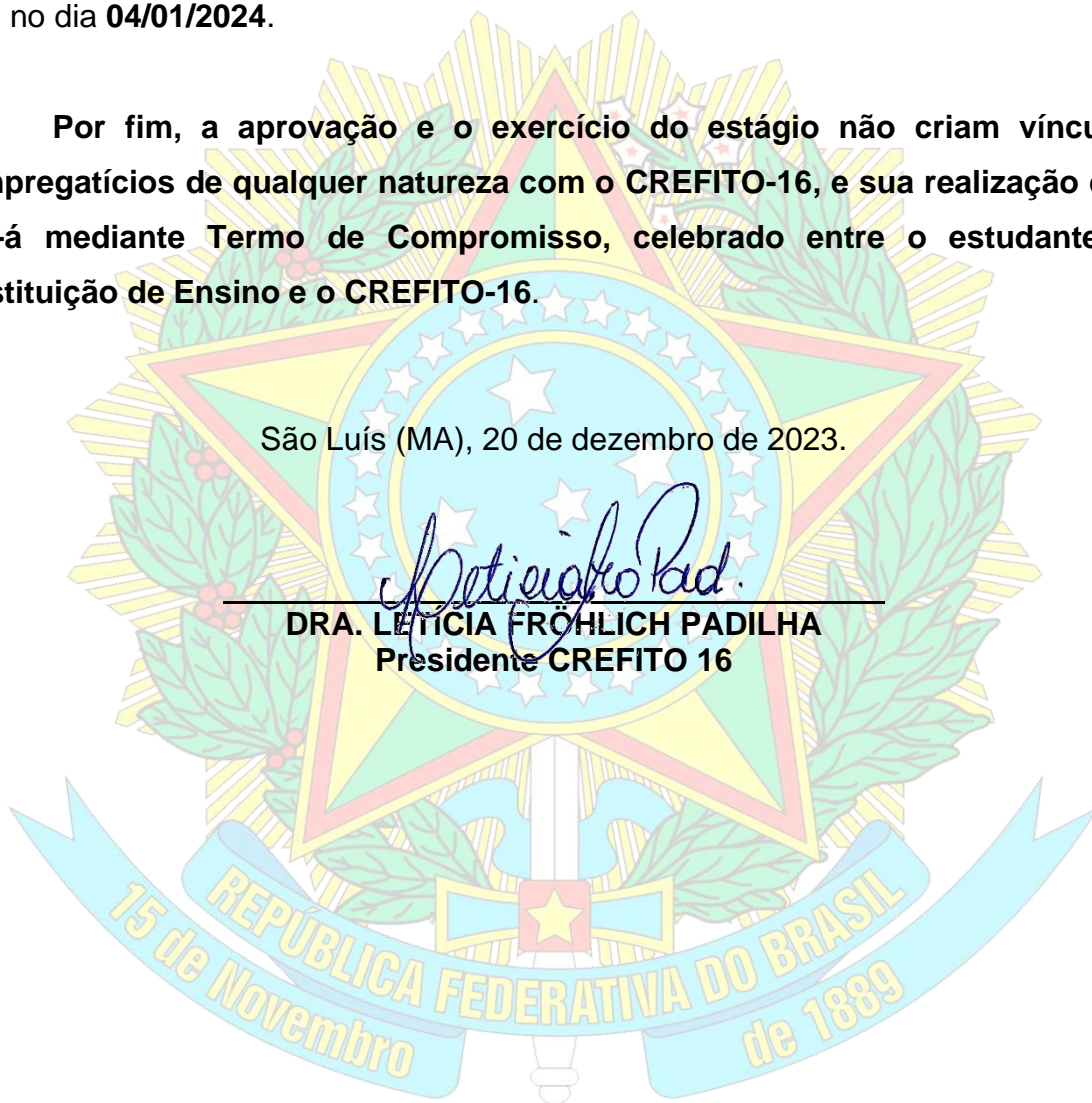 no dia 04/01/2024.
Por fim, a aprovação e o exercício do estágio não criam víncu
mpregatícios de qualquer natureza com o CREFITO-16, e sua realização
-á mediante Termo de Compromisso, celebrado entre o estudante
stituição de Ensino e o CREFITO-16.
São Luís (MA), 20 de dezembro de 2023.
DRA. LETÍCIA FRÖHLICH PADILHA
Presidente CREFITO 16
REPÚBLICA FEDERATIVA DO BRASIL
15 de Novembro de 1889